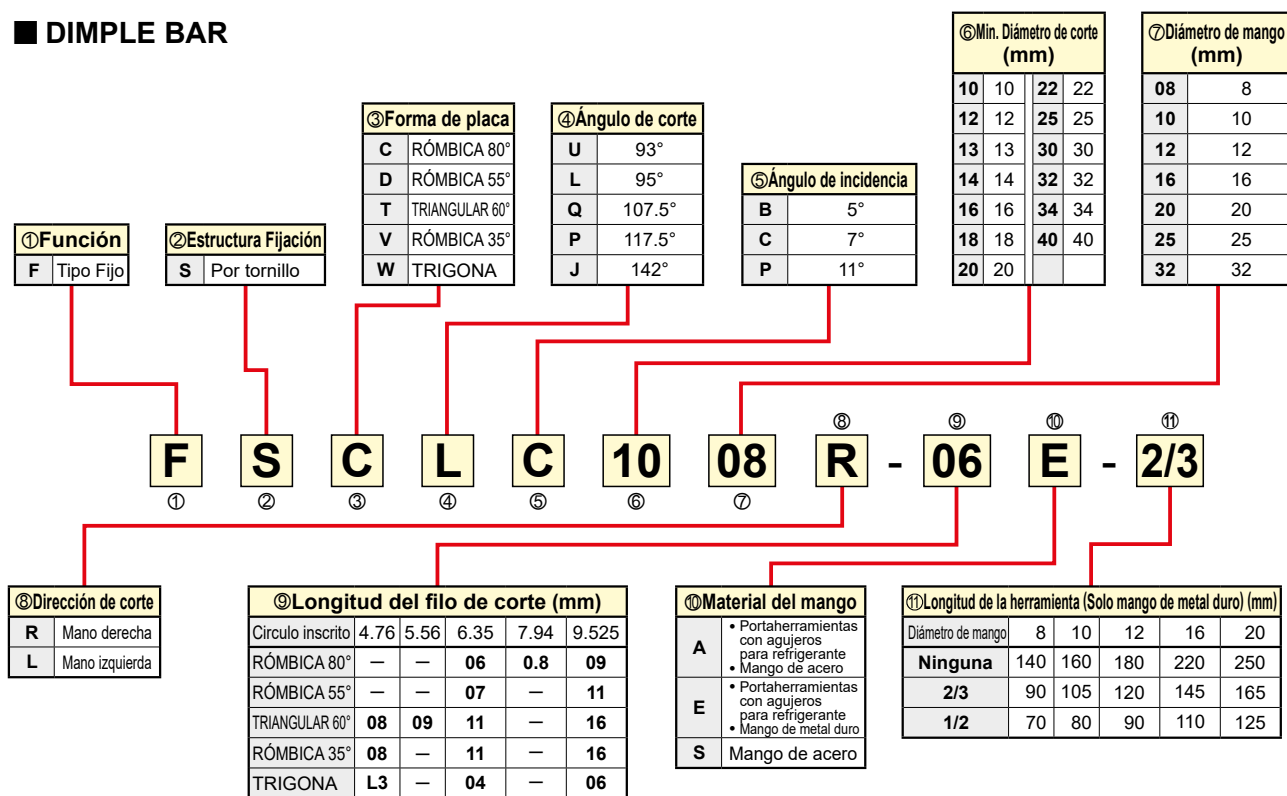 ■ DIMPLE BAR
①Función
F Tipo Fijo
②Estructura Fijación
S Por tornillo
③Forma de placa
C RÓMBICA 80°
D RÓMBICA 55°
T TRIANGULAR 60°
V RÓMBICA 35°
W TRIGONA
④Ángulo de corte
U 93°
L 95°
Q 107.5°
P 117.5°
J 142°
⑤Ángulo de incidencia
B 5°
C 7°
P 11°
⑥Min. Diámetro de corte
(mm)
10 10 22 22
12 12 25 25
13 13 30 30
14 14 32 32
16 16 34 34
18 18 40 40
20 20
⑦Diámetro de mango
(mm)
08 8
10 10
12 12
16 16
20 20
25 25
32 32
⑧ ⑨ ⑩ ⑪
F S C L C 10 08 R - 06 E - 2/3
① ② ③ ④ ⑤ ⑥ ⑦
⑧Dirección de corte
R Mano derecha
L Mano izquierda
⑨Longitud del filo de corte (mm)
Circulo inscrito 4.76 5.56 6.35 7.94 9.525
RÓMBICA 80° — — 06 0.8 09
RÓMBICA 55° — — 07 — 11
TRIANGULAR 60° 08 09 11 — 16
RÓMBICA 35° 08 — 11 — 16
TRIGONA L3 — 04 — 06
⑩Material del mango
A
• Portaherramientas
con agujeros
para refrigerante
• Mango de acero
E
• Portaherramientas
con agujeros
para refrigerante
• Mango de metal duro
S Mango de acero
⑪Longitud de la herramienta (Solo mango de metal duro) (mm)
Diámetro de mango 8 10 12 16 20
Ninguna 140 160 180 220 250
2/3 90 105 120 145 165
1/2 70 80 90 110 125